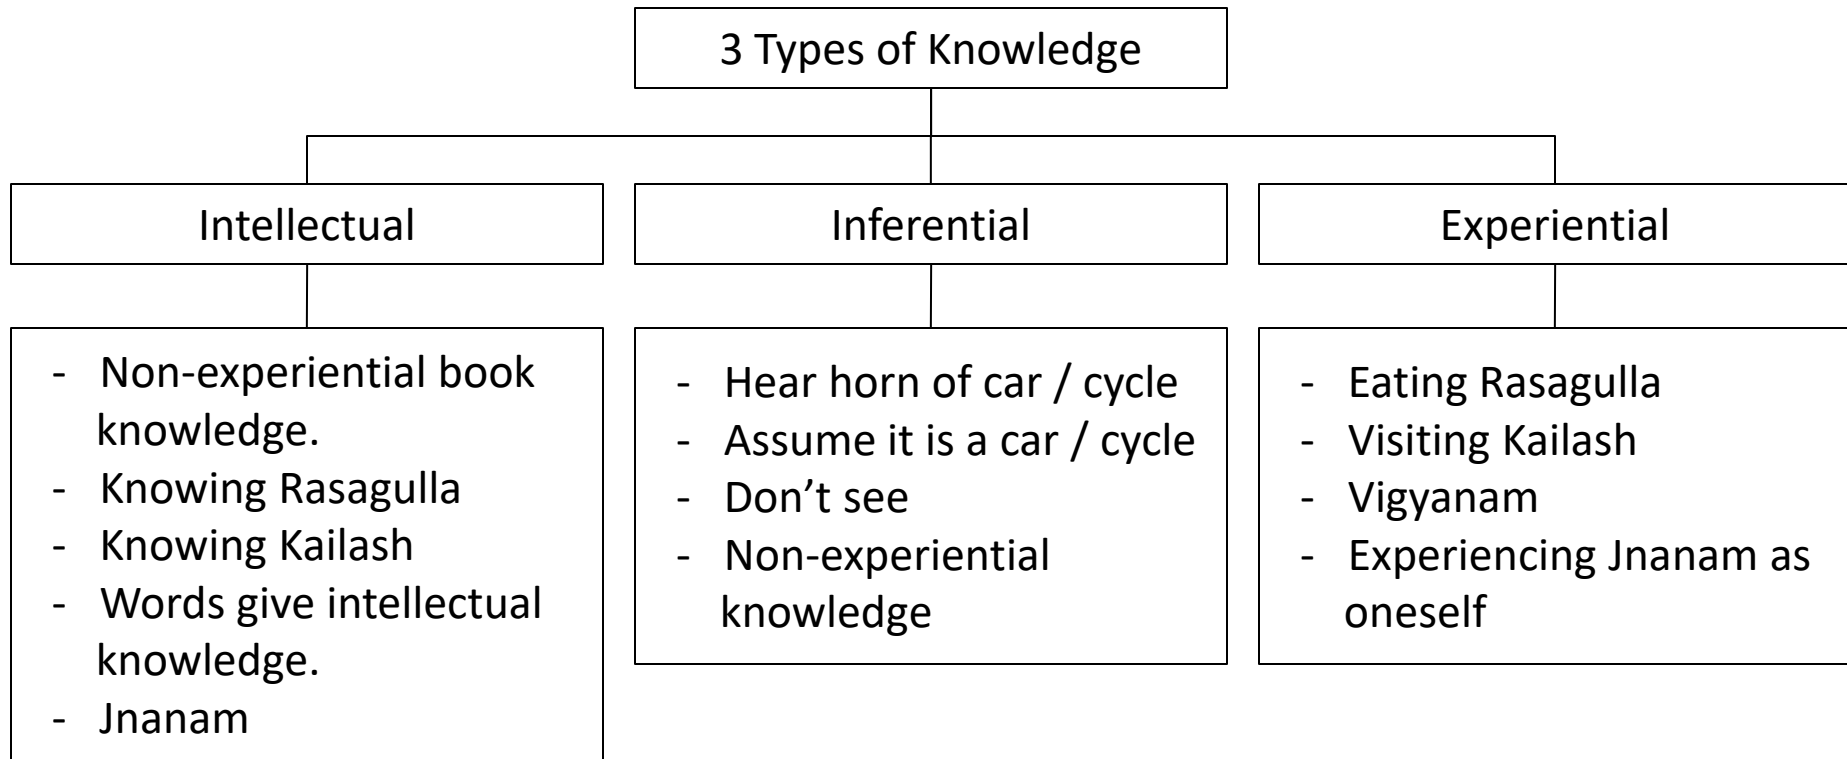 3 Types of Knowledge
Intellectual
- Non-experiential book
knowledge.
- Knowing Rasagulla
- Knowing Kailash
- Words give intellectual
knowledge.
- Jnanam
Inferential
- Hear horn of car / cycle
- Assume it is a car / cycle
- Don’t see
- Non-experiential
knowledge
Experiential
- Eating Rasagulla
- Visiting Kailash
- Vigyanam
- Experiencing Jnanam as
oneself